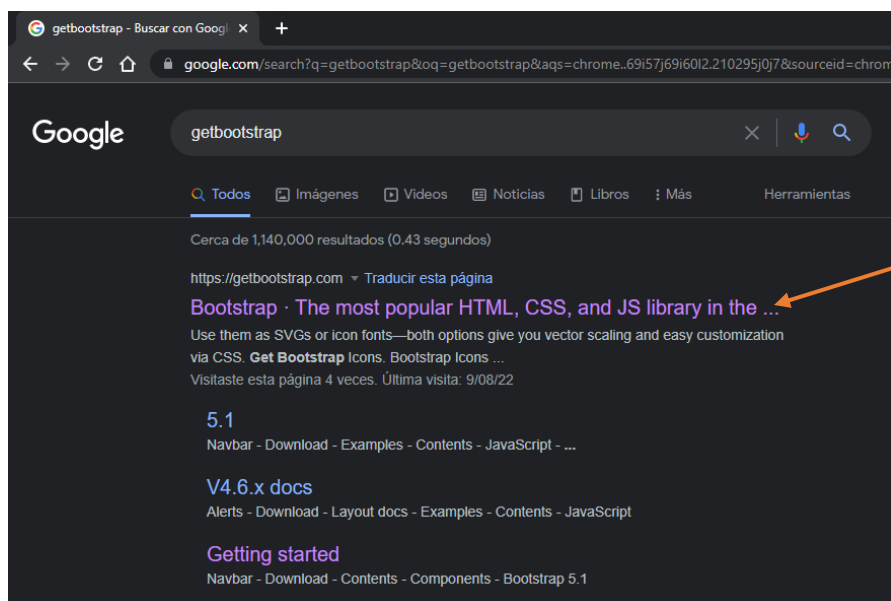 getbootstrap - Buscar con Googl
google.com/search?q=getbootstrap&oq=getbootstrap&aqs=chrome..69i57j69i60l2.210295j0j7&sourceid=chrom
Google
getbootstrap
Todos Imágenes Videos Noticias Libros Más Herramientas
Cerca de 1,140,000 resultados (0.43 segundos)
https://getbootstrap.com Traducir esta página
Bootstrap · The most popular HTML, CSS, and JS library in the ...
Use them as SVGs or icon fonts—both options give you vector scaling and easy customization
via CSS. Get Bootstrap Icons. Bootstrap Icons ...
Visitaste esta página 4 veces. Última visita: 9/08/22
5.1
Navbar - Download - Examples - Contents - JavaScript - ...
V4.6.x docs
Alerts - Download - Layout docs - Examples - Contents - JavaScript
Getting started
Navbar - Download - Contents - Components - Bootstrap 5.1